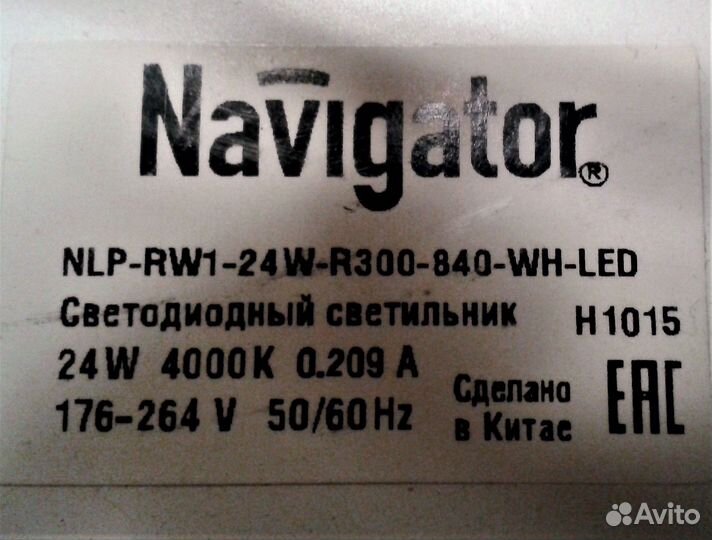 Navigator®
NLP-RW1-24W-R300-840-WH-LED
Светодиодный светильник
H1015
24W 4000K 0.209 A
176-264 V 50/60Hz
Сделано
в Китае
EAC
Avito